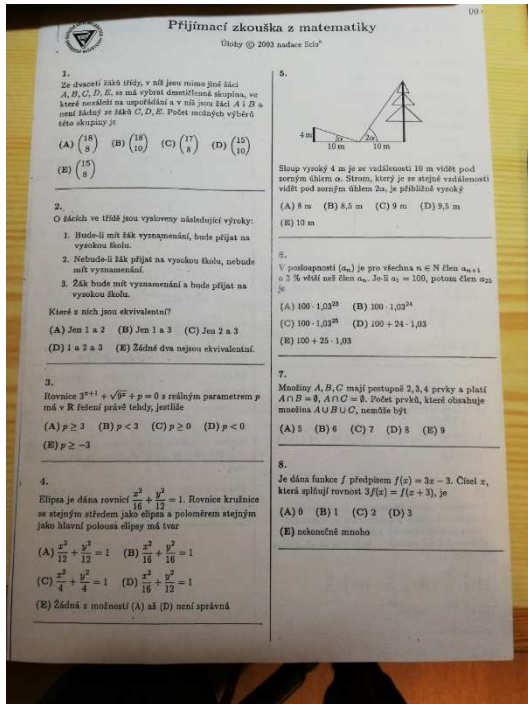 00.
Přijímací zkouška z matematiky
Úlohy © 2003 nadace Scio
1.
Ze dvaceti žáků třídy, v níž jsou mimo jiné žáci
A, B, C, D, E, se má vybrat desetičlenná skupina, ve
které nezáleží na uspořádání a v níž jsou žáci A i B a
není žádný ze žáků C, D, E. Počet možných výběrů
této skupiny je
(A) (18 8) (B) (18 10) (C) (17 8) (D) (15 10)
(E) (15 8)
2.
O žácích ve třídě jsou vysloveny následující výroky:
1. Bude-li mít žák vyznamenání, bude přijat na
vysokou školu.
2. Nebude-li žák přijat na vysokou školu, nebude
mít vyznamenání.
3. Žák bude mít vyznamenání a bude přijat na
vysokou školu.
Které z nich jsou ekvivalentní?
(A) Jen 1 a 2 (B) Jen 1 a 3 (C) Jen 2 a 3
(D) 1 a 2 a 3 (E) Žádné dva nejsou ekvivalentní.
3.
Rovnice 3^{x+1} + √9^x + p = 0 s reálným parametrem p
má v R řešení právě tehdy, jestliže
(A) p ≥ 3 (B) p < 3 (C) p ≥ 0 (D) p < 0
(E) p ≥ −3
4.
Elipsa je dána rovnicí x²/16 + y²/12 = 1. Rovnice kružnice
se stejným středem jako elipsa a poloměrem stejným
jako hlavní poloosa elipsy má tvar
(A) x²/12 + y²/12 = 1 (B) x²/16 + y²/16 = 1
(C) x²/4 + y²/4 = 1 (D) x²/16 + y²/12 = 1
(E) Žádná z možností (A) až (D) není správná
5.
4 m α 2α
10 m 10 m
Sloup vysoký 4 m je ze vzdálenosti 10 m vidět pod
zorným úhlem α. Strom, který je ze stejné vzdálenosti
vidět pod zorným úhlem 2α, je přibližně vysoký
(A) 8 m (B) 8,5 m (C) 9 m (D) 9,5 m
(E) 10 m
6.
V posloupnosti (aₙ) je pro všechna n ∈ N člen aₙ₊₁
o 3 % větší než člen aₙ. Je-li a₁ = 100, potom člen a₂₅
je
(A) 100 · 1,03²³ (B) 100 · 1,03²⁴
(C) 100 · 1,03²⁵ (D) 100 + 24 · 1,03
(E) 100 + 25 · 1,03
7.
Množiny A, B, C mají postupně 2, 3, 4 prvky a platí
A ∩ B = ∅, A ∩ C = ∅. Počet prvků, které obsahuje
množina A ∪ B ∪ C, nemůže být
(A) 5 (B) 6 (C) 7 (D) 8 (E) 9
8.
Je dána funkce f předpisem f(x) = 3x − 3. Čísel x,
která splňují rovnost 3f(x) = f(x + 3), je
(A) 0 (B) 1 (C) 2 (D) 3
(E) nekonečně mnoho